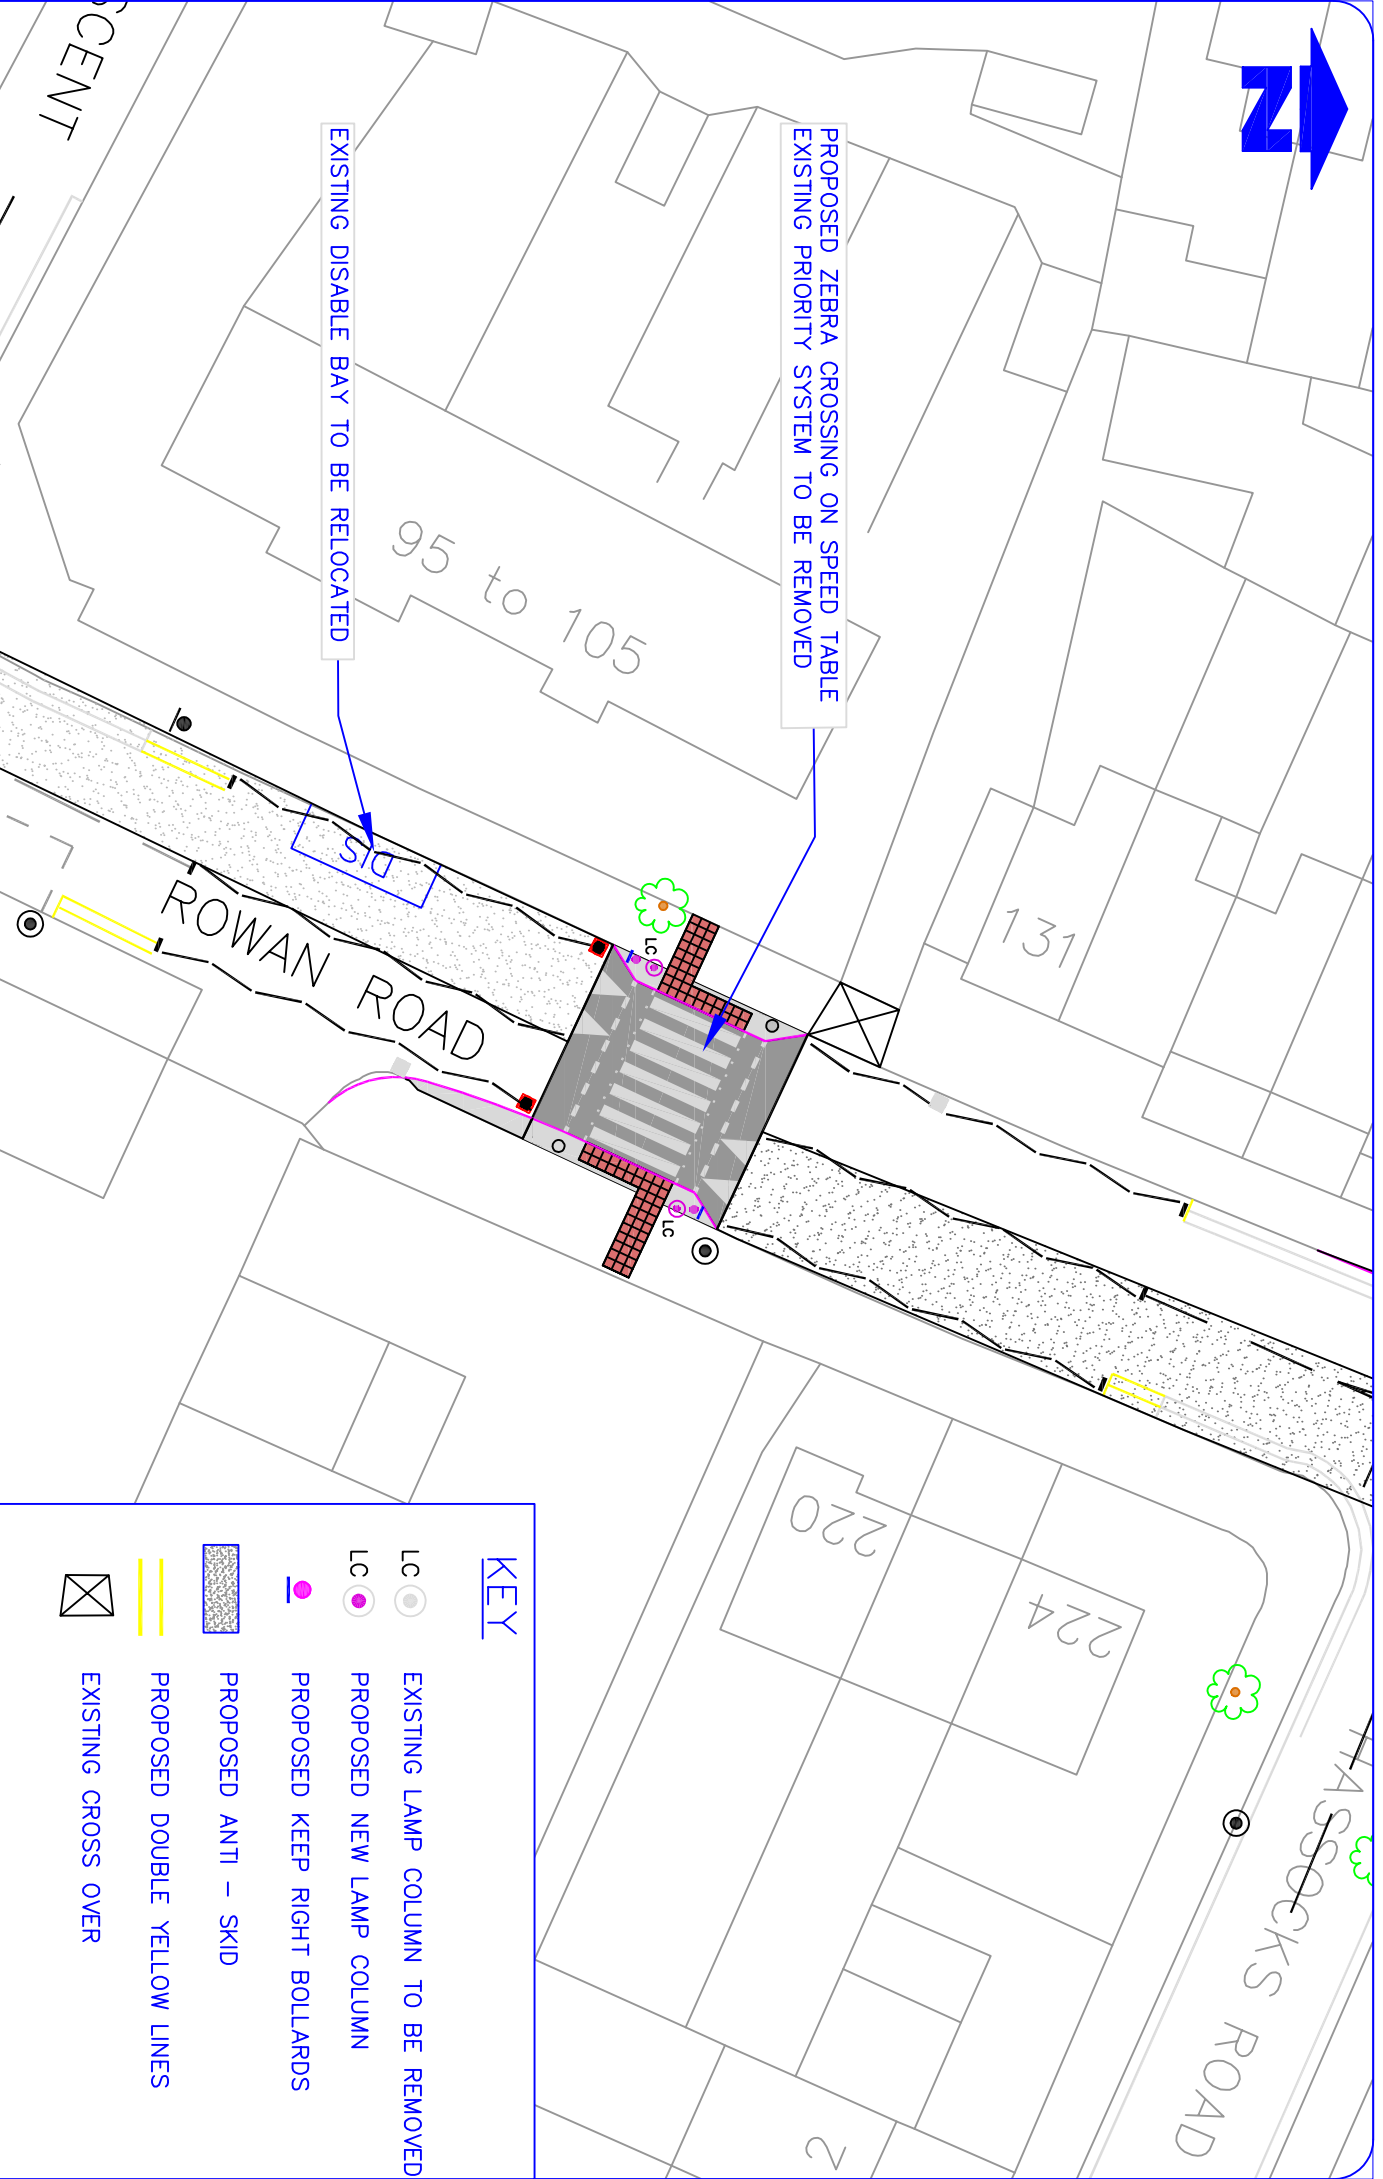 N
PROPOSED ZEBRA CROSSING ON SPEED TABLE
EXISTING PRIORITY SYSTEM TO BE REMOVED
EXISTING DISABLE BAY TO BE RELOCATED
SCENT
95 to 105
131
DIS
LC
LC
ROWAN ROAD
220
224
2
HASSOCKS ROAD
KEY
LC EXISTING LAMP COLUMN TO BE REMOVED
LC PROPOSED NEW LAMP COLUMN
PROPOSED KEEP RIGHT BOLLARDS
PROPOSED ANTI - SKID
PROPOSED DOUBLE YELLOW LINES
EXISTING CROSS OVER